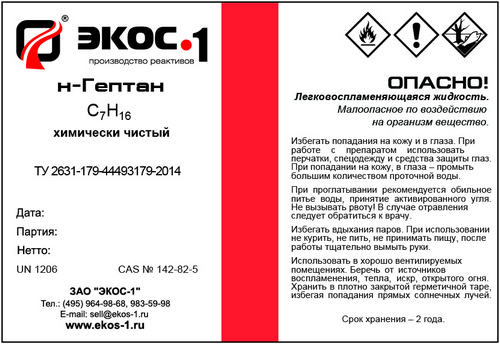 ЭКОС·1
производство реактивов
н-Гептан
C₇H₁₆
химически чистый
ТУ 2631-179-44493179-2014
Дата:
Партия:
Нетто:
UN 1206 CAS № 142-82-5
ЗАО "ЭКОС-1"
Тел.: (495) 964-98-68, 983-59-98
E-mail: sell@ekos-1.ru
www.ekos-1.ru
ОПАСНО!
Легковоспламеняющаяся жидкость.
Малоопасное по воздействию
на организм вещество.
Избегать попадания на кожу и в глаза. При
работе с препаратом использовать
перчатки, спецодежду и средства защиты глаз.
При попадании на кожу, в глаза – промыть
большим количеством проточной воды.
При проглатывании рекомендуется обильное
питье воды, принятие активированного угля.
Не вызывать рвоту! В случае отравления
следует обратиться к врачу.
Избегать вдыхания паров. При использовании
не курить, не пить, не принимать пищу, после
работы тщательно вымыть руки.
Использовать в хорошо вентилируемых
помещениях. Беречь от источников
воспламенения, тепла, искр, открытого огня.
Хранить в плотно закрытой герметичной таре,
избегая попадания прямых солнечных лучей.
Срок хранения – 2 года.